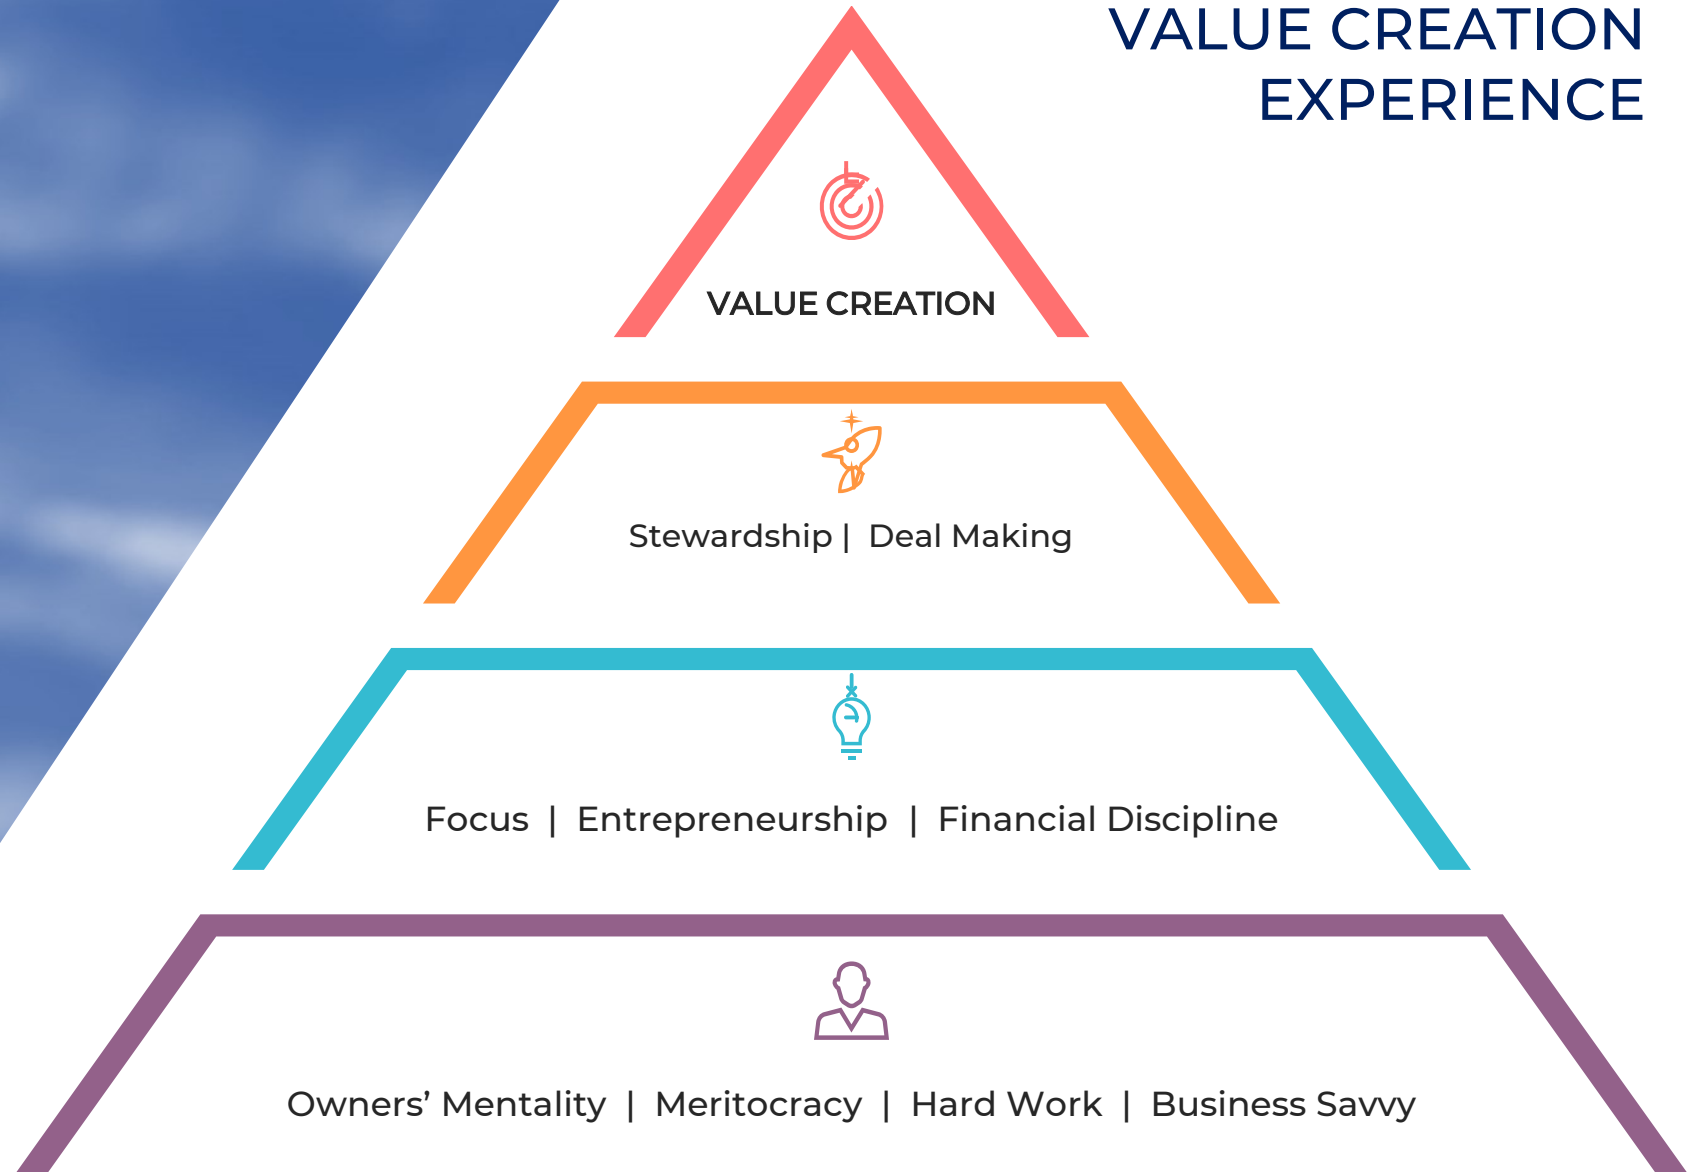 VALUE CREATION
EXPERIENCE
VALUE CREATION
Stewardship | Deal Making
Focus | Entrepreneurship | Financial Discipline
Owners’ Mentality | Meritocracy | Hard Work | Business Savvy